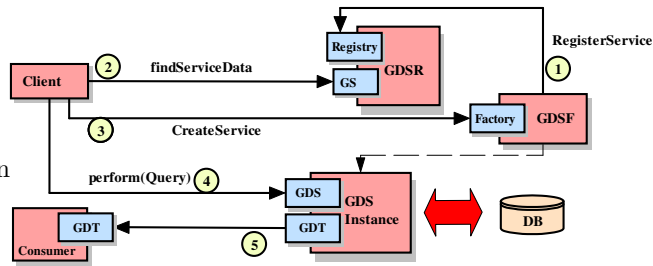 Registry
RegisterService
2
findServiceData
GDSR
1
Client
GS
3
CreateService
Factory
GDSF
n
perform(Query)
4
GDS
GDS
Instance
GDT
DB
GDT
5
Consumer